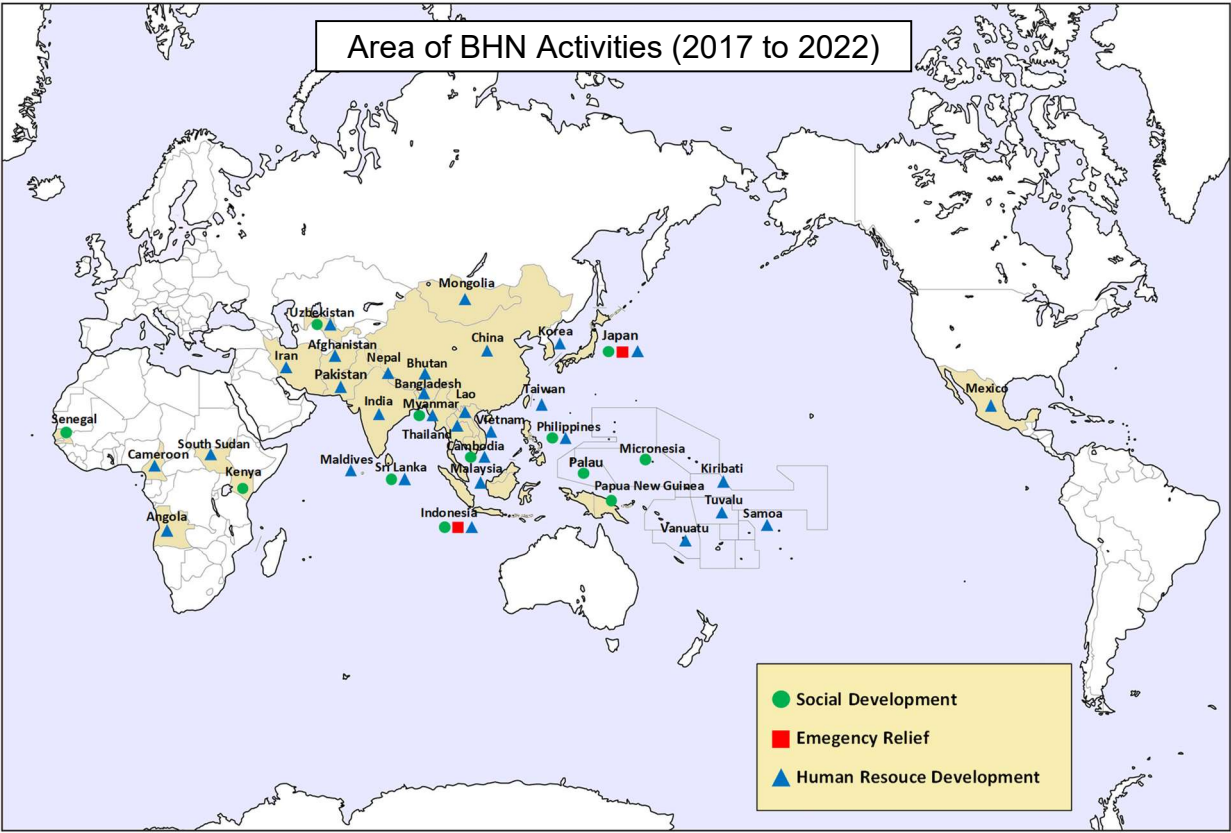 Area of BHN Activities (2017 to 2022)
Mongolia
Uzbekistan
Korea
Japan
China
Afghanistan
Iran
Nepal
Bhutan
Pakistan
Bangladesh
Taiwan
Mexico
India
Lao
Myanmar
Senegal
Vietnam
Philippines
Thailand
South Sudan
Cambodia
Micronesia
Cameroon
Maldives
Sri Lanka
Malaysia
Palau
Kiribati
Kenya
Papua New Guinea
Tuvalu
Angola
Indonesia
Samoa
Vanuatu
Social Development
Emegency Relief
Human Resouce Development